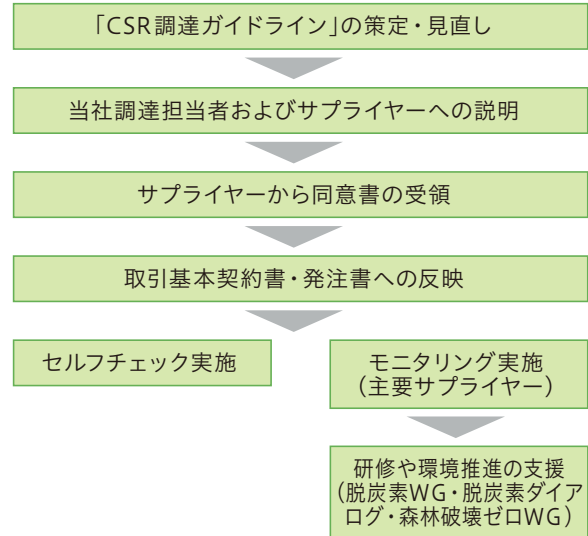 「CSR調達ガイドライン」の策定・見直し
当社調達担当者およびサプライヤーへの説明
サプライヤーから同意書の受領
取引基本契約書・発注書への反映
セルフチェック実施
モニタリング実施
（主要サプライヤー）
研修や環境推進の支援
（脱炭素WG・脱炭素ダイア
ログ・森林破壊ゼロWG）